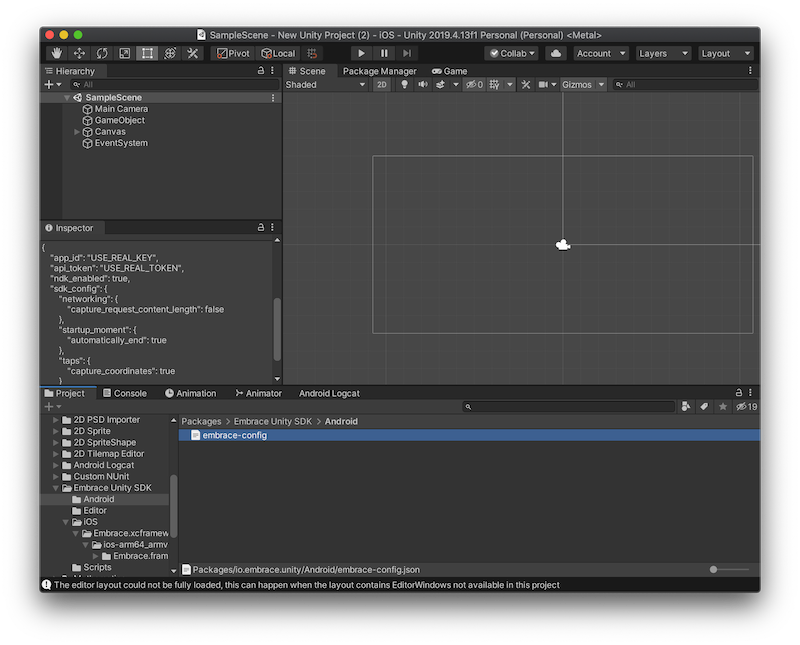 SampleScene - New Unity Project (2) - iOS - Unity 2019.4.13f1 Personal (Personal) <Metal>
Pivot Local Collab Account Layers Layout
Hierarchy
All
SampleScene
Main Camera
GameObject
Canvas
EventSystem
Scene Package Manager Game
Shaded 2D 0 Gizmos All
Inspector
{
"app_id": "USE_REAL_KEY",
"api_token": "USE_REAL_TOKEN",
"ndk_enabled": true,
"sdk_config": {
"networking": {
"capture_request_content_length": false
},
"startup_moment": {
"automatically_end": true
},
"taps": {
"capture_coordinates": true
}
Project Console Animation Animator Android Logcat
19
2D PSD Importer
2D Sprite
2D SpriteShape
2D Tilemap Editor
Android Logcat
Custom NUnit
Embrace Unity SDK
Android
Editor
iOS
Embrace.xcframew
ios-arm64_armv
Embrace.fram
Scripts
Packages > Embrace Unity SDK > Android
embrace-config
Packages/io.embrace.unity/Android/embrace-config.json
The editor layout could not be fully loaded, this can happen when the layout contains EditorWindows not available in this project